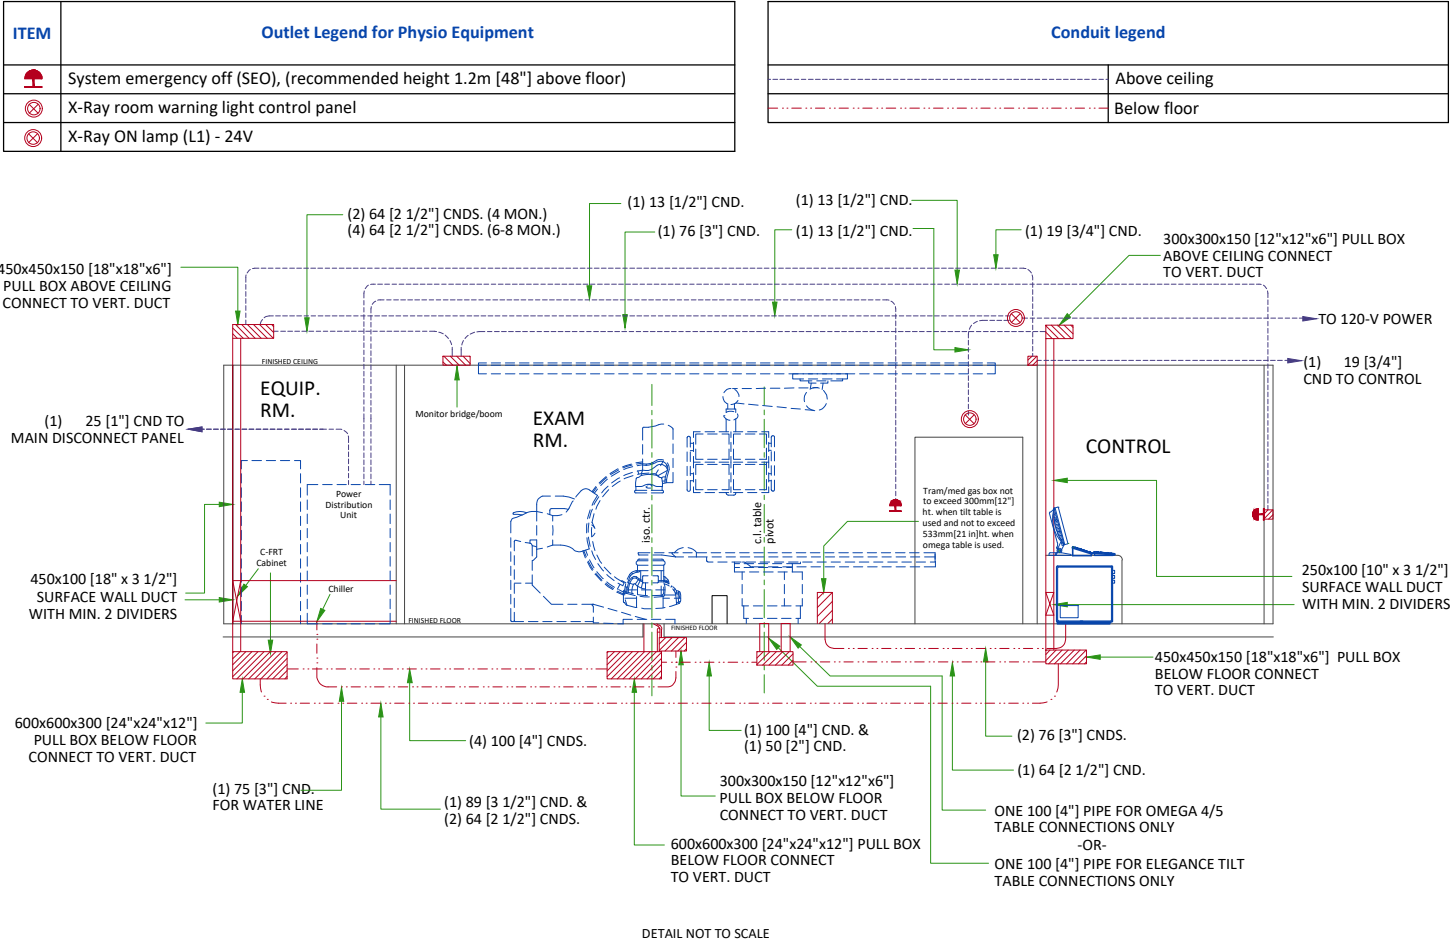 ITEM
Outlet Legend for Physio Equipment
System emergency off (SEO), (recommended height 1.2m [48"] above floor)
X-Ray room warning light control panel
X-Ray ON lamp (L1) - 24V
Conduit legend
Above ceiling
Below floor
(2) 64 [2 1/2"] CNDS. (4 MON.)
(4) 64 [2 1/2"] CNDS. (6-8 MON.)
(1) 13 [1/2"] CND.
(1) 76 [3"] CND.
(1) 13 [1/2"] CND.
(1) 13 [1/2"] CND.
(1) 19 [3/4"] CND.
300x300x150 [12"x12"x6"] PULL BOX
ABOVE CEILING CONNECT
TO VERT. DUCT
450x450x150 [18"x18"x6"]
PULL BOX ABOVE CEILING
CONNECT TO VERT. DUCT
TO 120-V POWER
(1) 19 [3/4"]
CND TO CONTROL
FINISHED CEILING
EQUIP.
RM.
Monitor bridge/boom
EXAM
RM.
CONTROL
(1) 25 [1"] CND TO
MAIN DISCONNECT PANEL
Power
Distribution
Unit
C-FRT
Cabinet
Chiller
iso. ctr.
c.l. table
pivot
Tram/med gas box not
to exceed 300mm[12"]
ht. when tilt table is
used and not to exceed
533mm[21 in]ht. when
omega table is used.
450x100 [18" x 3 1/2"]
SURFACE WALL DUCT
WITH MIN. 2 DIVIDERS
250x100 [10" x 3 1/2"]
SURFACE WALL DUCT
WITH MIN. 2 DIVIDERS
FINISHED FLOOR
FINISHED FLOOR
450x450x150 [18"x18"x6"] PULL BOX
BELOW FLOOR CONNECT
TO VERT. DUCT
600x600x300 [24"x24"x12"]
PULL BOX BELOW FLOOR
CONNECT TO VERT. DUCT
(4) 100 [4"] CNDS.
(1) 100 [4"] CND. &
(1) 50 [2"] CND.
(2) 76 [3"] CNDS.
(1) 64 [2 1/2"] CND.
(1) 75 [3"] CND.
FOR WATER LINE
(1) 89 [3 1/2"] CND. &
(2) 64 [2 1/2"] CNDS.
300x300x150 [12"x12"x6"]
PULL BOX BELOW FLOOR
CONNECT TO VERT. DUCT
600x600x300 [24"x24"x12"] PULL BOX
BELOW FLOOR CONNECT
TO VERT. DUCT
ONE 100 [4"] PIPE FOR OMEGA 4/5
TABLE CONNECTIONS ONLY
-OR-
ONE 100 [4"] PIPE FOR ELEGANCE TILT
TABLE CONNECTIONS ONLY
DETAIL NOT TO SCALE